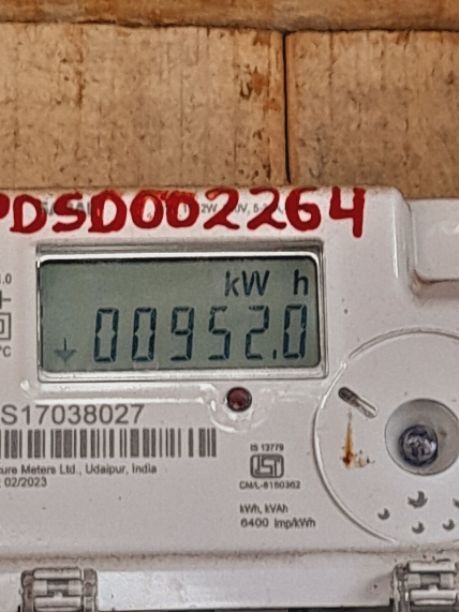 PDSD002264
kW h
00952.0
S17038027
ure Meters Ltd., Udaipur, India
02/2023
IS 13779
CM/L-8150362
kWh, kVAh
6400 imp/kWh